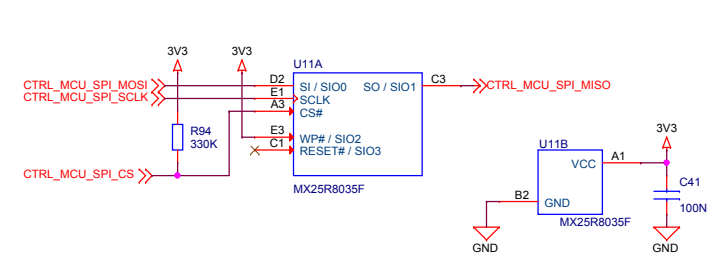 3V3
3V3
U11A
CTRL_MCU_SPI_MOSI
D2
SI / SIO0
SO / SIO1
C3
CTRL_MCU_SPI_MISO
CTRL_MCU_SPI_SCLK
E1
SCLK
A3
CS#
R94
330K
E3
WP# / SIO2
C1
RESET# / SIO3
CTRL_MCU_SPI_CS
MX25R8035F
3V3
U11B
VCC
A1
B2
GND
C41
100N
MX25R8035F
GND
GND